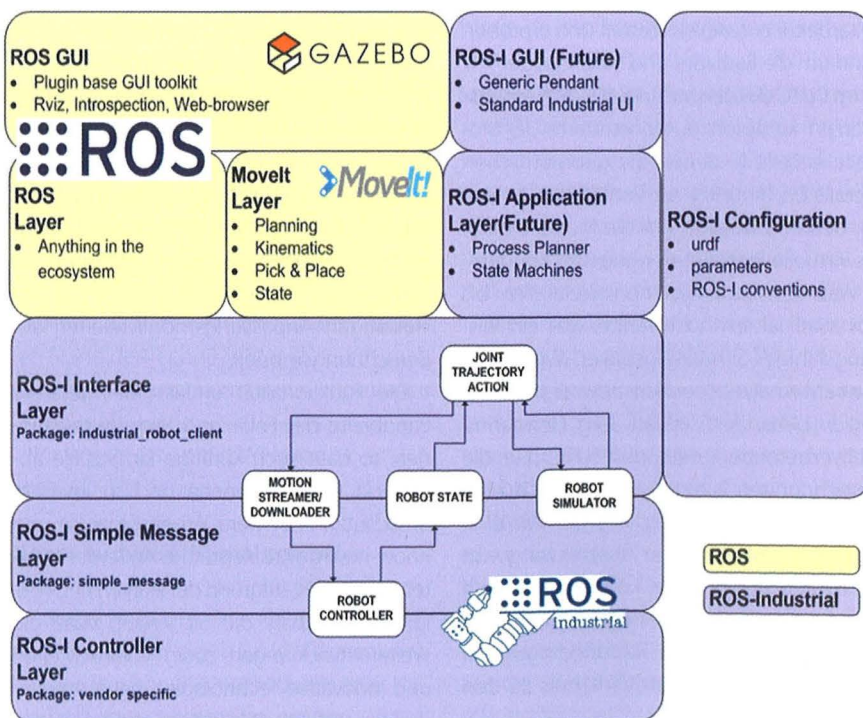 ROS GUI
• Plugin base GUI toolkit
• Rviz, Introspection, Web-browser
GAZEBO
ROS-I GUI (Future)
• Generic Pendant
• Standard Industrial UI
ROS
ROS
Layer
• Anything in the
ecosystem
MoveIt
Layer
MoveIt!
• Planning
• Kinematics
• Pick & Place
• State
ROS-I Application
Layer(Future)
• Process Planner
• State Machines
ROS-I Configuration
• urdf
• parameters
• ROS-I conventions
ROS-I Interface
Layer
Package: industrial_robot_client
JOINT
TRAJECTORY
ACTION
MOTION
STREAMER/
DOWNLOADER
ROBOT STATE
ROBOT
SIMULATOR
ROS-I Simple Message
Layer
Package: simple_message
ROBOT
CONTROLLER
ROS
industrial
ROS-I Controller
Layer
Package: vendor specific
ROS
ROS-Industrial